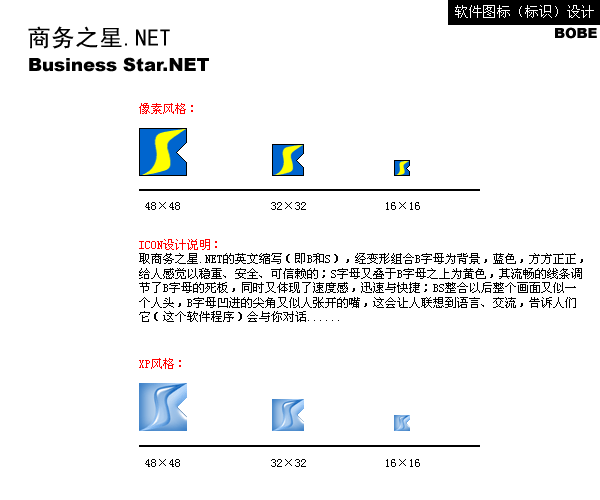 软件图标（标识）设计
BOBE
商务之星.NET
Business Star.NET
像素风格：
48×48 32×32 16×16
ICON设计说明：
取商务之星.NET的英文缩写（即B和S），经变形组合B字母为背景，蓝色，方方正正，
给人感觉以稳重、安全、可信赖的；S字母又叠于B字母之上为黄色，其流畅的线条调
节了B字母的死板，同时又体现了速度感，迅速与快捷；BS整合以后整个画面又似一
个人头，B字母凹进的尖角又似人张开的嘴，这会让人联想到语言、交流，告诉人们
它（这个软件程序）会与你对话......
XP风格：
48×48 32×32 16×16